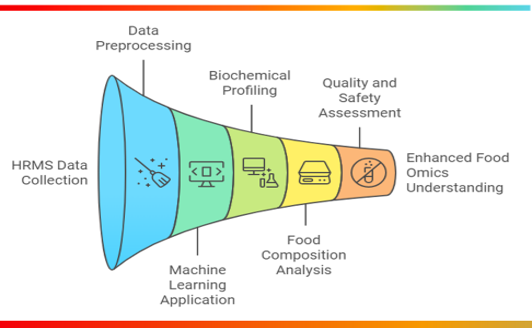 Data
Preprocessing
Biochemical
Profiling
Quality and
Safety
Assessment
HRMS Data
Collection
Enhanced Food
Omics
Understanding
Machine
Learning
Application
Food
Composition
Analysis